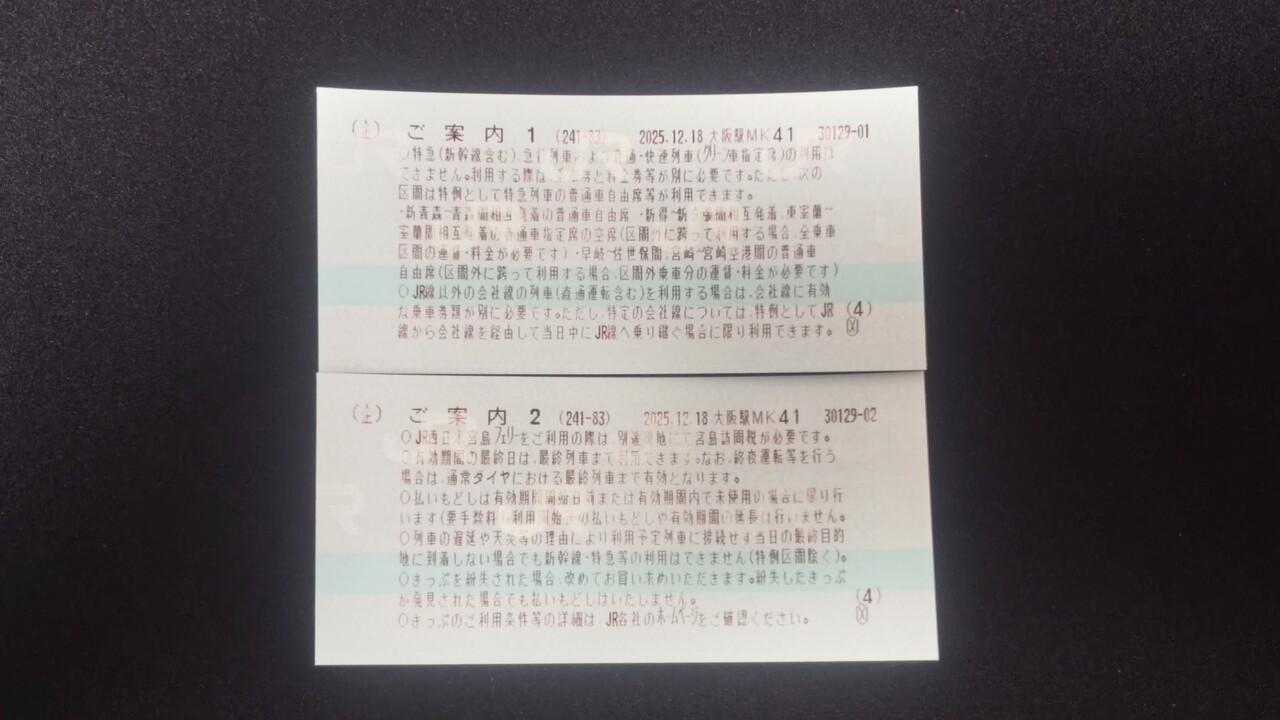 (企) ご 案 内 1 (241-83) 2025.12.18 大阪駅MK41 30129-01
○特急(新幹線含む)、急行列車および普通・快速列車(グリーン車指定席)の利用は
できません。利用する際は、 券と料金券等が別に必要です。ただし、次の
区間は特例として特急列車の普通車自由席等が利用できます。
・新青森~青森間相互発着の普通車自由席 ・新得~新夕張間相互発着、東室蘭~
室蘭間相互発着の普通車指定席の空席(区間外に跨って利用する場合、全乗車
区間の運賃・料金が必要です) ・早岐~佐世保間、宮崎~宮崎空港間の普通車
自由席(区間外に跨って利用する場合、区間外乗車分の運賃・料金が必要です)
○JR線以外の会社線の列車(直通運転含む)を利用する場合は、会社線に有効
な乗車券類が別に必要です。ただし、特定の会社線については、特例としてJR (4)
線から会社線を経由して当日中にJR線へ乗り継ぐ場合に限り利用できます。
(企) ご 案 内 2 (241-83) 2025.12.18 大阪駅MK41 30129-02
○JR西日本宮島フェリーをご利用の際は、別途現地にて宮島訪問税が必要です。
○有効期間の最終日は、最終列車まで利用できます。なお、終夜運転等を行う
場合は、通常ダイヤにおける最終列車まで有効となります。
○払いもどしは有効期間開始日前または有効期間内で未使用の場合に限り行
います(要手数料)。利用開始後の払いもどしや有効期間の延長は行いません。
○列車の遅延や天災等の理由により利用予定列車に接続せず当日の最終目的
地に到着しない場合でも新幹線・特急等の利用はできません(特例区間除く)。
○きっぷを紛失された場合、改めてお買い求めいただきます。紛失したきっぷ
が発見された場合でも払いもどしはいたしません。 (4)
○きっぷのご利用条件等の詳細は、JR各社のホームページをご確認ください。